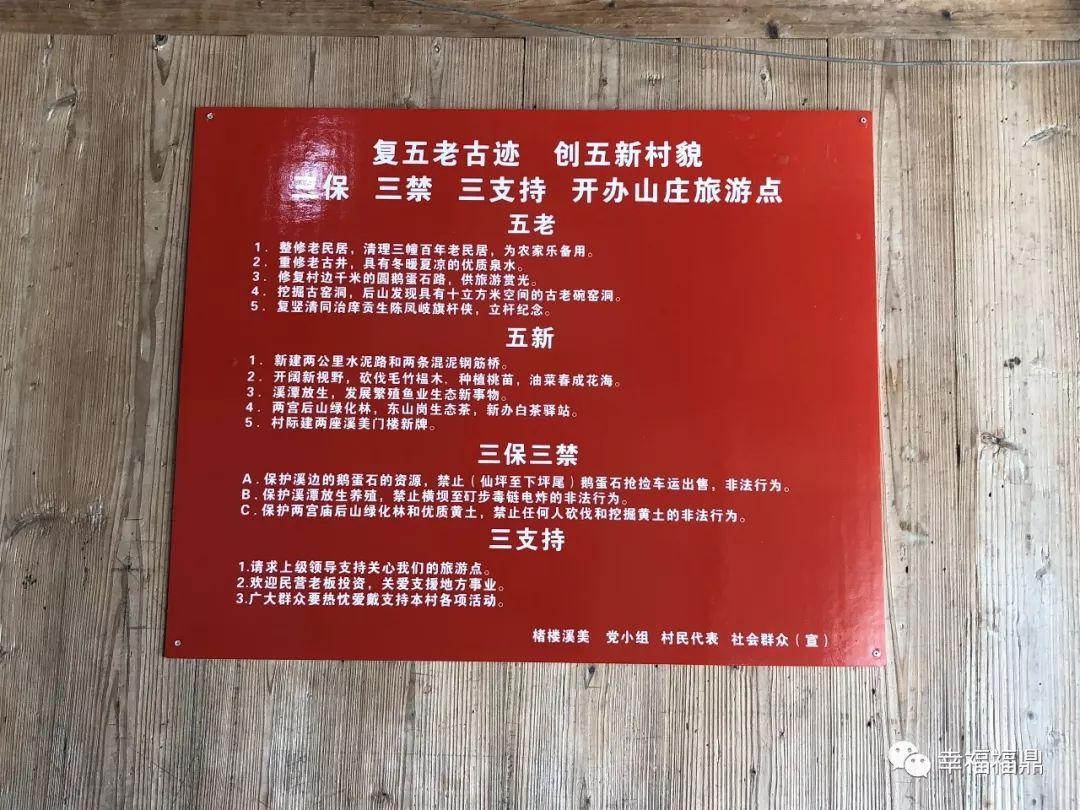 复五老古迹 创五新村貌
三保 三禁 三支持 开办山庄旅游点
五老
1. 整修老民居，清理三幢百年老民居，为农家乐备用。
2. 重修老古井，具有冬暖夏凉的优质泉水。
3. 修复村边千米的圆鹅蛋石路，供旅游赏光。
4. 挖掘古窑洞，后山发现具有十立方米空间的古老碗窑洞。
5. 复竖清同治庠贡生陈凤岐旗杆侠，立杆纪念。
五新
1. 新建两公里水泥路和两条混泥钢筋桥。
2. 开阔新视野，砍伐毛竹榅木，种植桃苗，油菜春成花海。
3. 溪潭放生，发展繁殖鱼业生态新事物。
4. 两宫后山绿化林，东山岗生态茶，新办白茶驿站。
5. 村际建两座溪美门楼新牌。
三保三禁
A. 保护溪边的鹅蛋石的资源，禁止（仙坪至下坪尾）鹅蛋石抢捡车运出售，非法行为。
B. 保护溪潭放生养殖，禁止横坝至矴步毒链电炸的非法行为。
C. 保护两宫庙后山绿化林和优质黄土，禁止任何人砍伐和挖掘黄土的非法行为。
三支持
1.请求上级领导支持关心我们的旅游点。
2.欢迎民营老板投资，关爱支援地方事业。
3.广大群众要热忱爱戴支持本村各项活动。
楮楼溪美 党小组 村民代表 社会群众（宣）
幸福福鼎